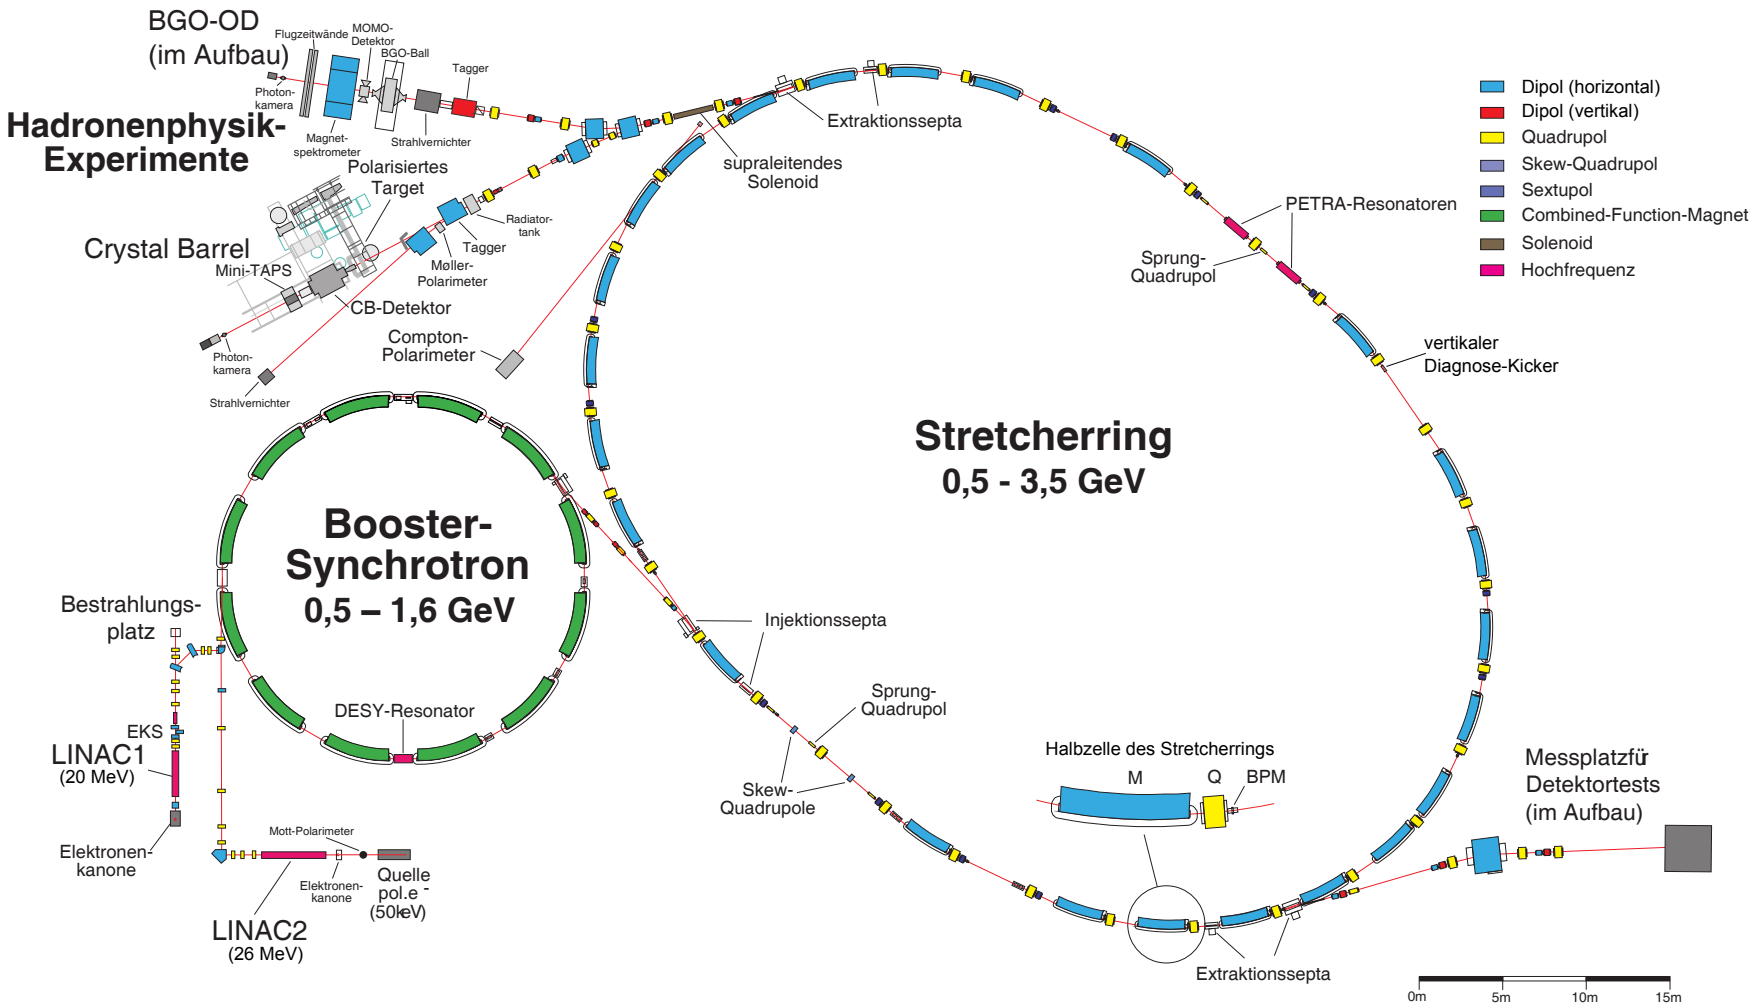 BGO-OD
(im Aufbau)
Flugzeitwände
MOMO-
Detektor
BGO-Ball
Tagger
Photon-
kamera
Hadronenphysik-
Experimente
Magnet-
spektrometer
Strahlvernichter
Polarisiertes
Target
Crystal Barrel
Mini-TAPS
Radiator-
tank
Tagger
Møller-
Polarimeter
CB-Detektor
Photon-
kamera
Strahlvernichter
Compton-
Polarimeter
Extraktionssepta
supraleitendes
Solenoid
PETRA-Resonatoren
Sprung-
Quadrupol
vertikaler
Diagnose-Kicker
Dipol (horizontal)
Dipol (vertikal)
Quadrupol
Skew-Quadrupol
Sextupol
Combined-Function-Magnet
Solenoid
Hochfrequenz
Stretcherring
0,5 - 3,5 GeV
Booster-
Synchrotron
0,5 – 1,6 GeV
Bestrahlungs-
platz
Injektionssepta
DESY-Resonator
EKS
LINAC1
(20 MeV)
Elektronen-
kanone
Mott-Polarimeter
Elektronen-
kanone
Quelle
pol.e -
(50keV)
LINAC2
(26 MeV)
Sprung-
Quadrupol
Skew-
Quadrupole
Halbzelle des Stretcherrings
M
Q
BPM
Messplatzfür
Detektortests
(im Aufbau)
Extraktionssepta
0m
5m
10m
15m